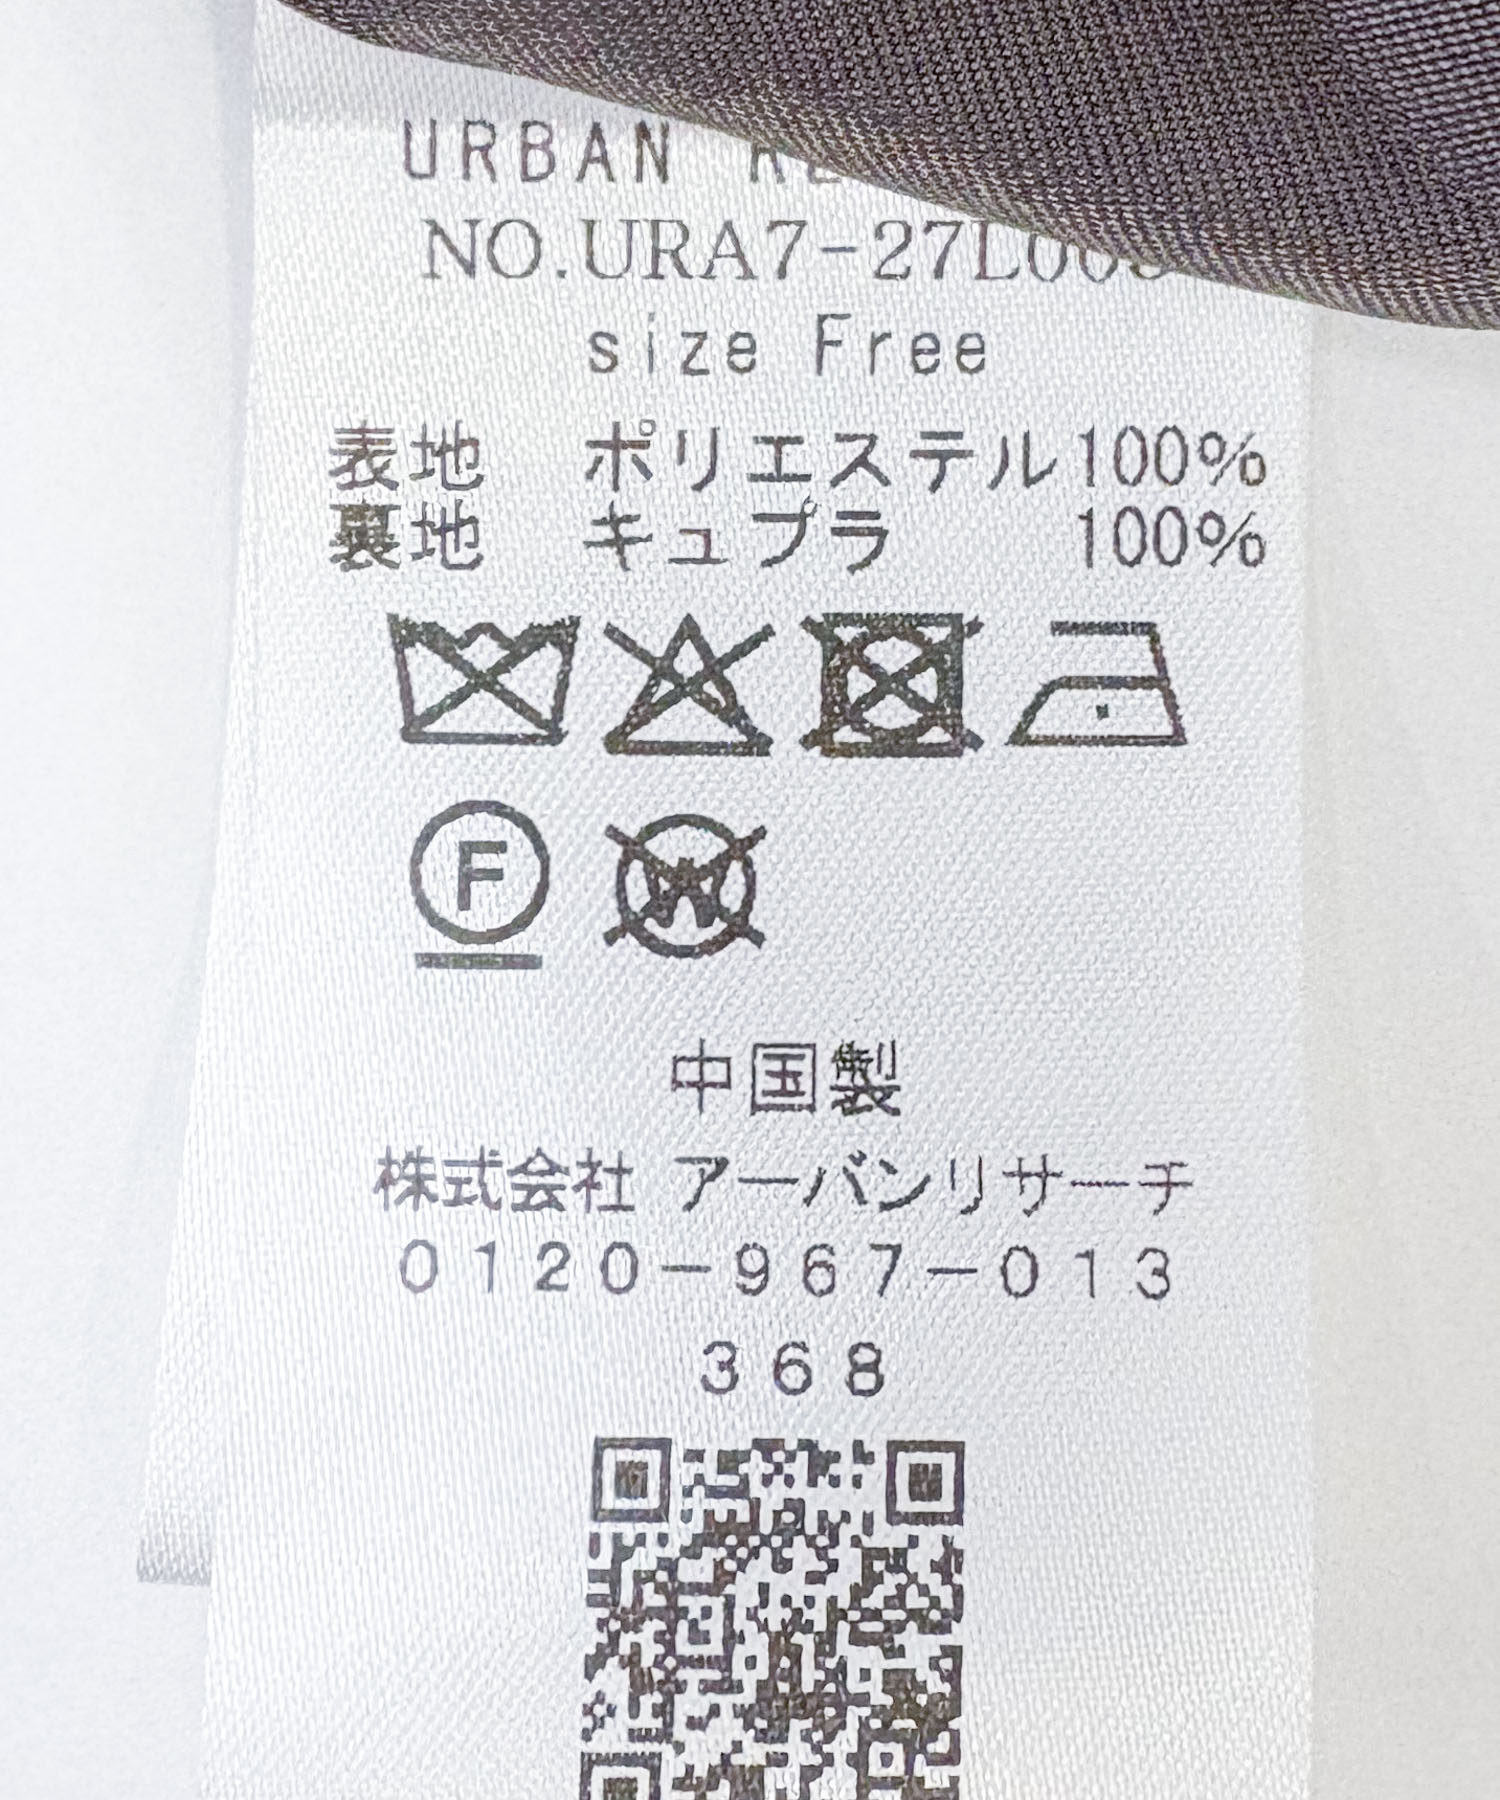 URBAN
NO.URA7-27L005
size Free
表地 ポリエステル100%
裏地 キュプラ 100%
F
W
中国製
株式会社 アーバンリサーチ
0120-967-013
368